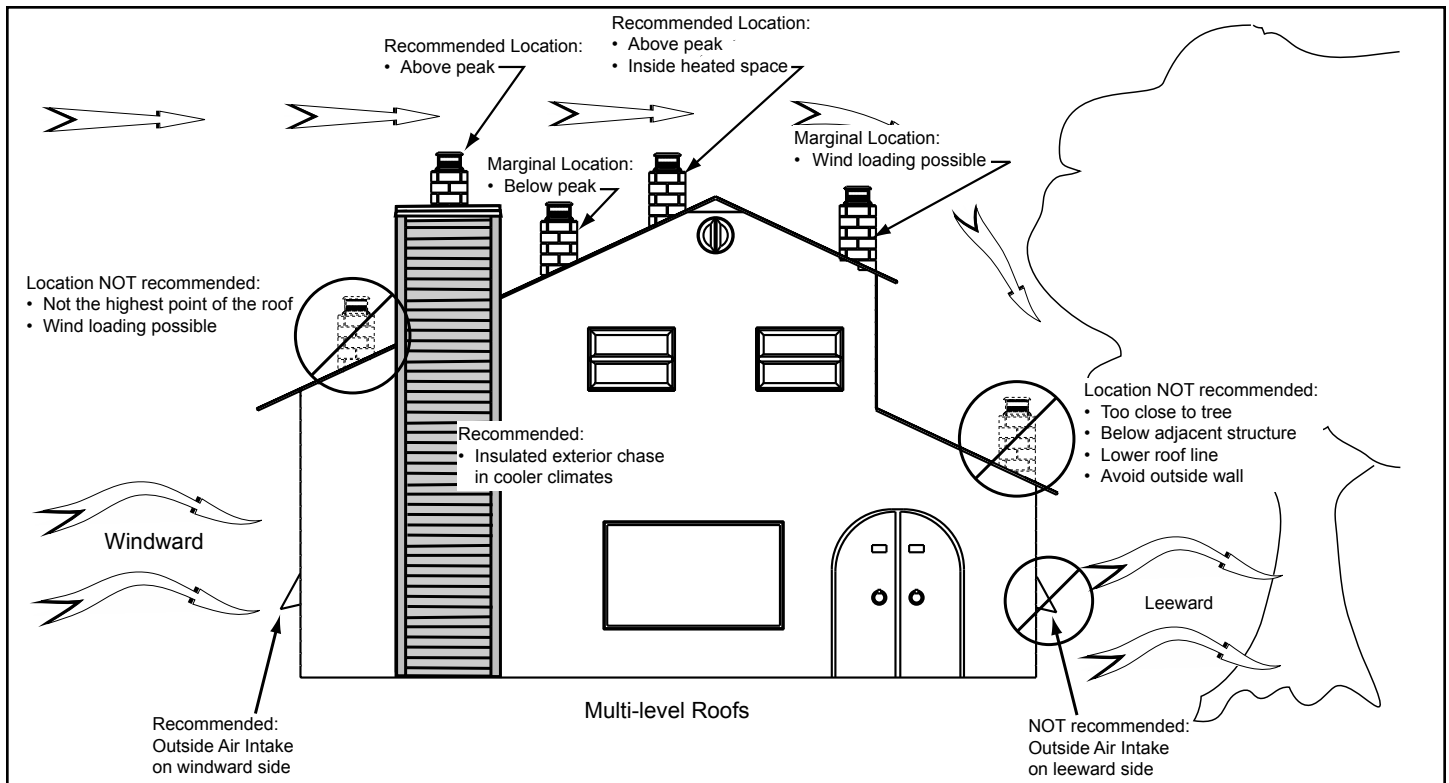 Recommended Location:
• Above peak
Recommended Location:
• Above peak
• Inside heated space
Marginal Location:
• Below peak
Marginal Location:
• Wind loading possible
Location NOT recommended:
• Not the highest point of the roof
• Wind loading possible
Recommended:
• Insulated exterior chase
in cooler climates
Location NOT recommended:
• Too close to tree
• Below adjacent structure
• Lower roof line
• Avoid outside wall
Windward
Leeward
Recommended:
Outside Air Intake
on windward side
Multi-level Roofs
NOT recommended:
Outside Air Intake
on leeward side